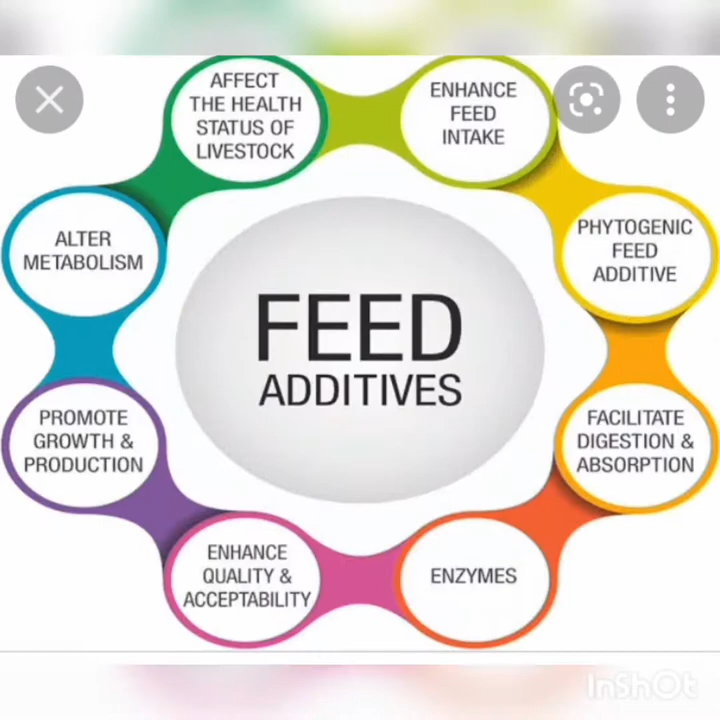 AFFECT
THE HEALTH
STATUS OF
LIVESTOCK
ENHANCE
FEED
INTAKE
PHYTOGENIC
FEED
ADDITIVE
FACILITATE
DIGESTION &
ABSORPTION
ENZYMES
ENHANCE
QUALITY &
ACCEPTABILITY
PROMOTE
GROWTH &
PRODUCTION
ALTER
METABOLISM
FEED
ADDITIVES
InShOt